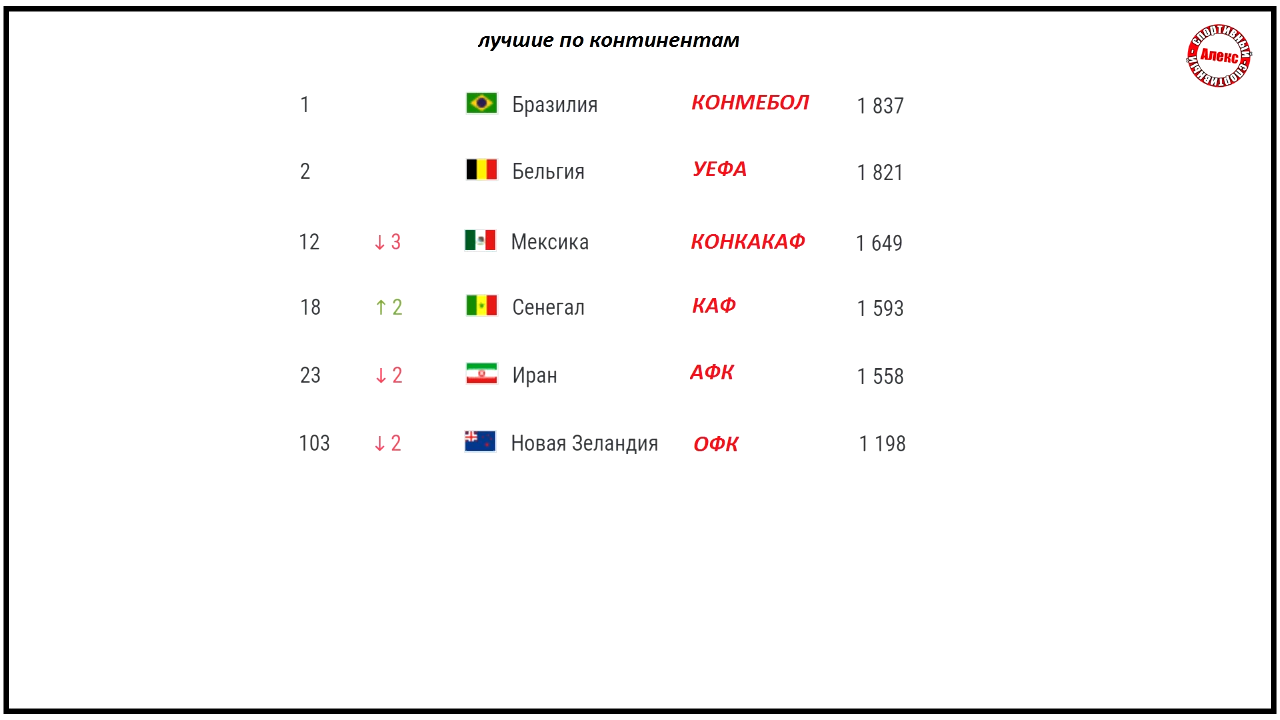 лучшие по континентам
СПОРТИВНЫЙ
Алекс
СПОРТИВНЫЙ
1 Бразилия КОНМЕБОЛ 1 837
2 Бельгия УЕФА 1 821
12 ↓ 3 Мексика КОНКАКАФ 1 649
18 ↑ 2 Сенегал КАФ 1 593
23 ↓ 2 Иран АФК 1 558
103 ↓ 2 Новая Зеландия ОФК 1 198